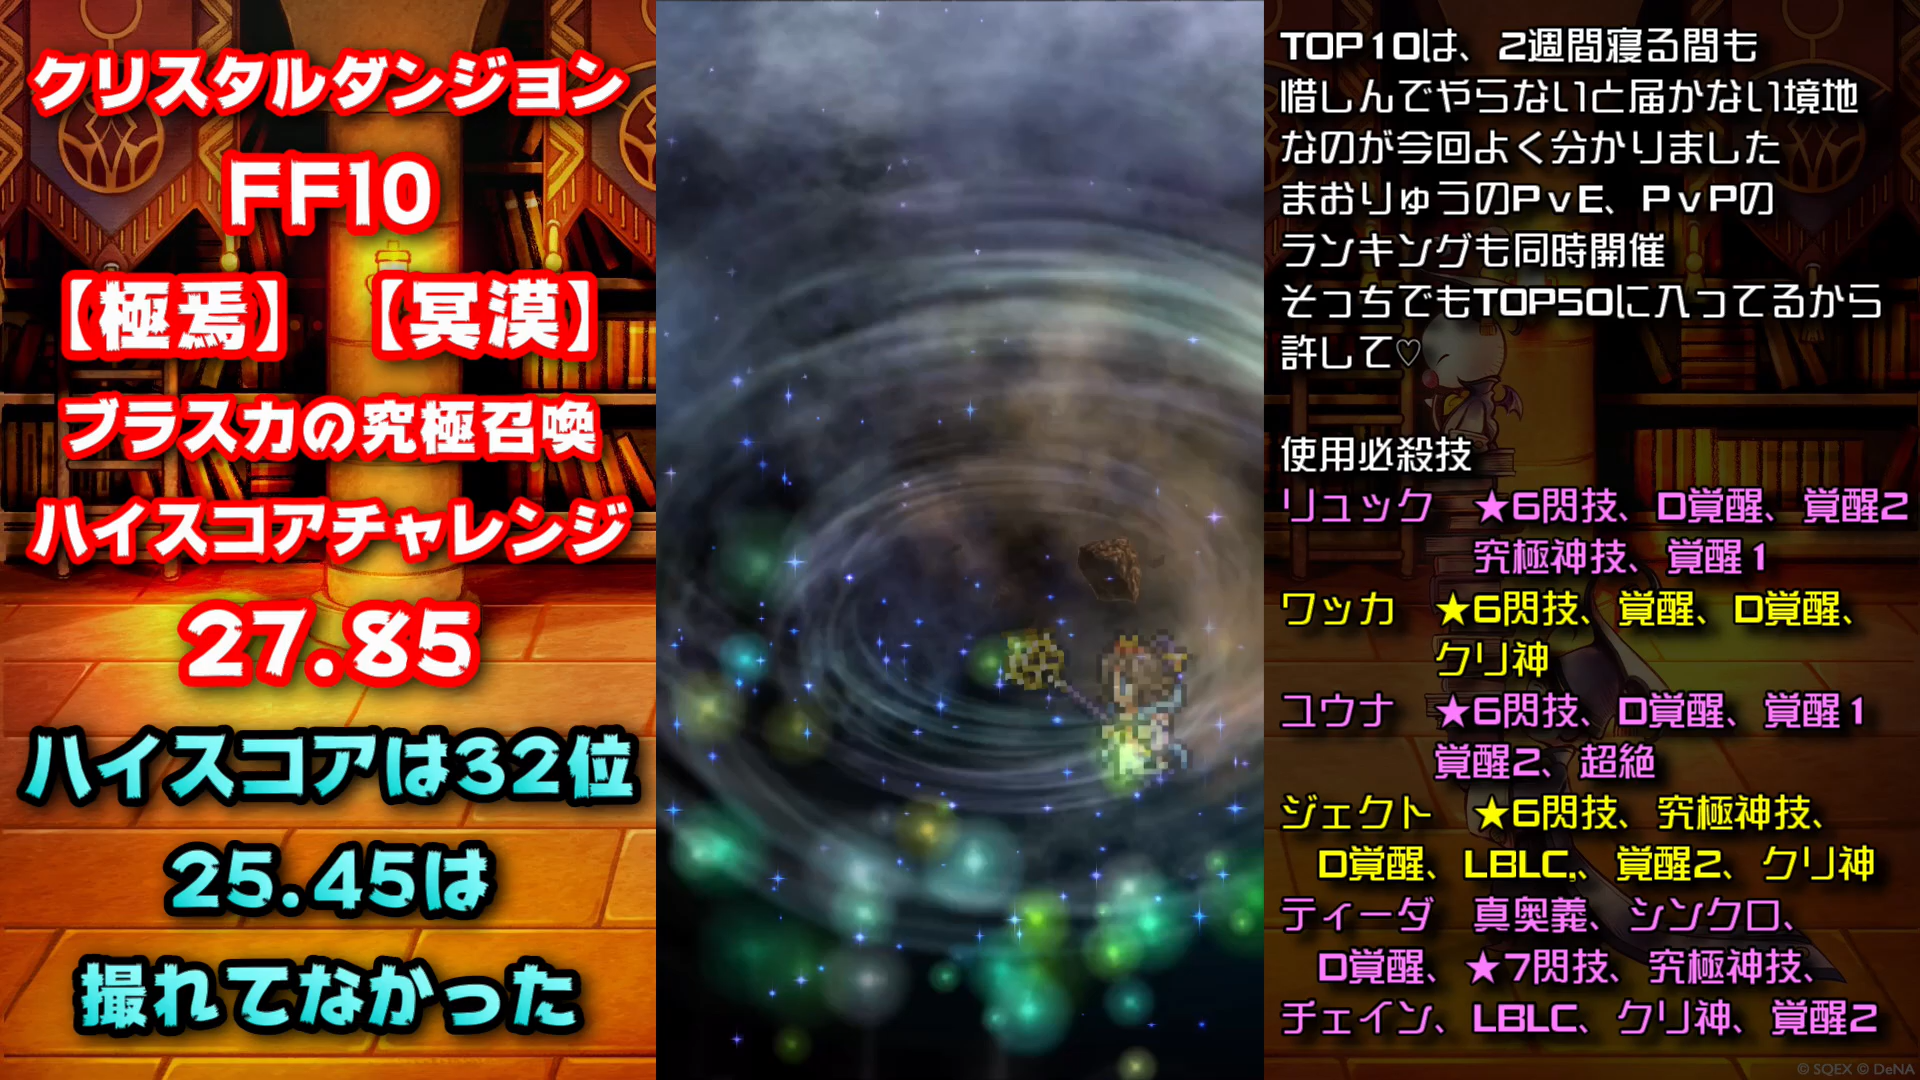 クリスタルダンジョン
FF10
【極焉】 【冥漠】
ブラスカの究極召喚
ハイスコアチャレンジ
27.85
ハイスコアは32位
25.45は
撮れてなかった
TOP10は、2週間寝る間も
惜しんでやらないと届かない境地
なのが今回よく分かりました
まおりゅうのPvE、PvPの
ランキングも同時開催
そっちでもTOP50に入ってるから
許して♡
使用必殺技
リュック ★6閃技、D覚醒、覚醒2
究極神技、覚醒1
ワッカ ★6閃技、覚醒、D覚醒、
クリ神
ユウナ ★6閃技、D覚醒、覚醒1
覚醒2、超絶
ジェクト ★6閃技、究極神技、
D覚醒、LBLC,、覚醒2、クリ神
ティーダ 真奥義、シンクロ、
D覚醒、★7閃技、究極神技、
チェイン、LBLC、クリ神、覚醒2
© SQEX © DeNA